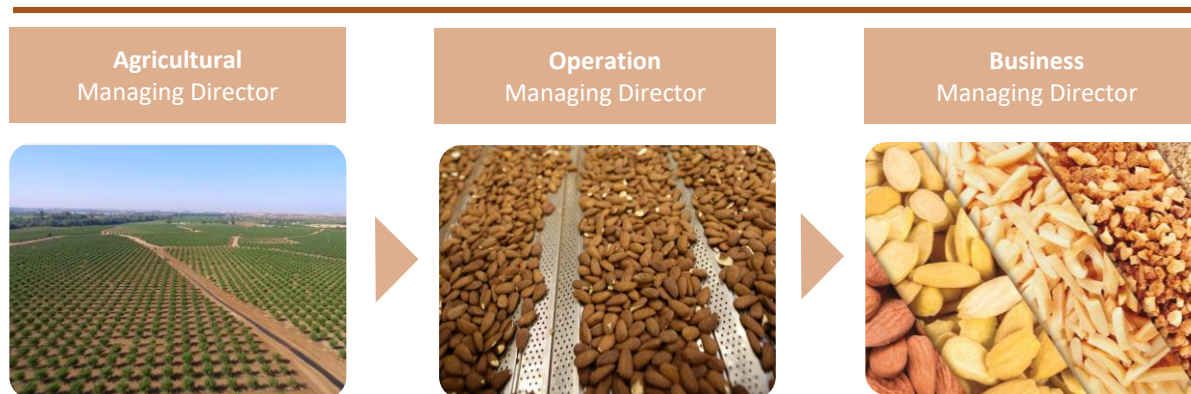 Agricultural
Managing Director
Operation
Managing Director
Business
Managing Director